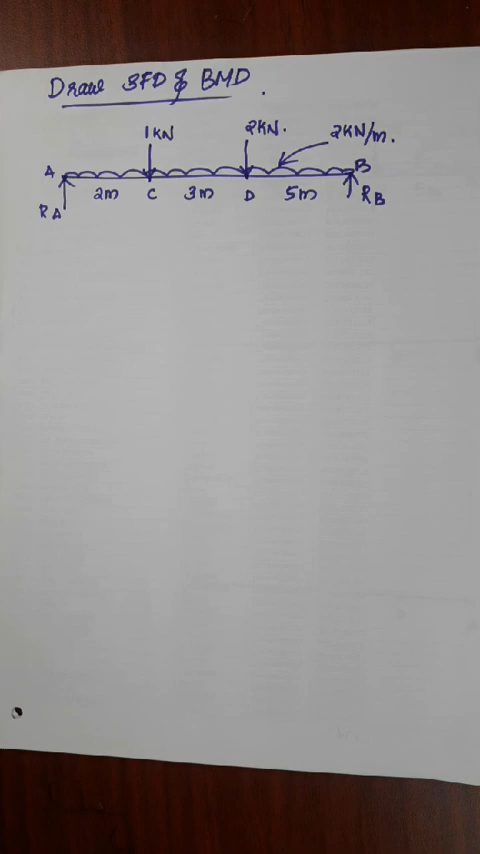 Draw SFD & BMD.
1KN 2KN. 2KN/m.
A B
2m C 3m D 5m RB
RA